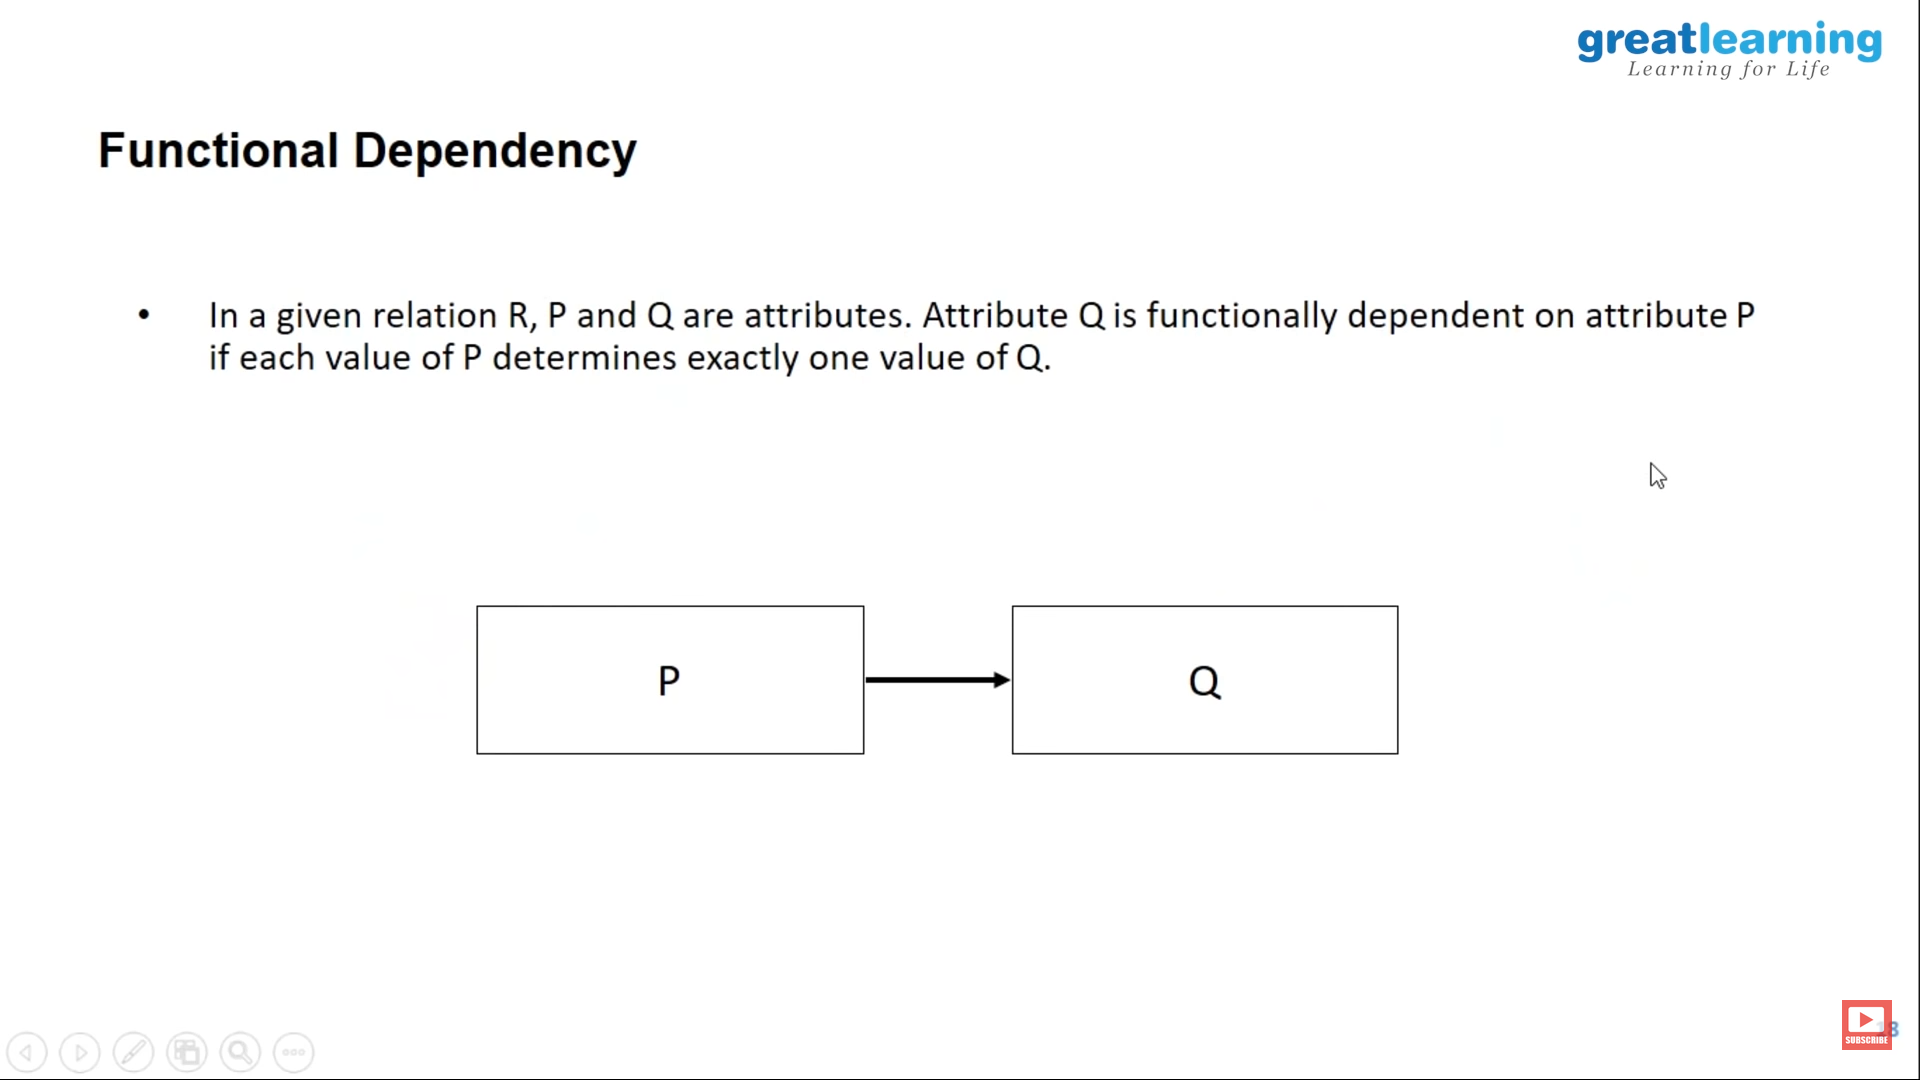 greatlearning
Learning for Life
Functional Dependency
• In a given relation R, P and Q are attributes. Attribute Q is functionally dependent on attribute P
if each value of P determines exactly one value of Q.
P
Q
SUBSCRIBE